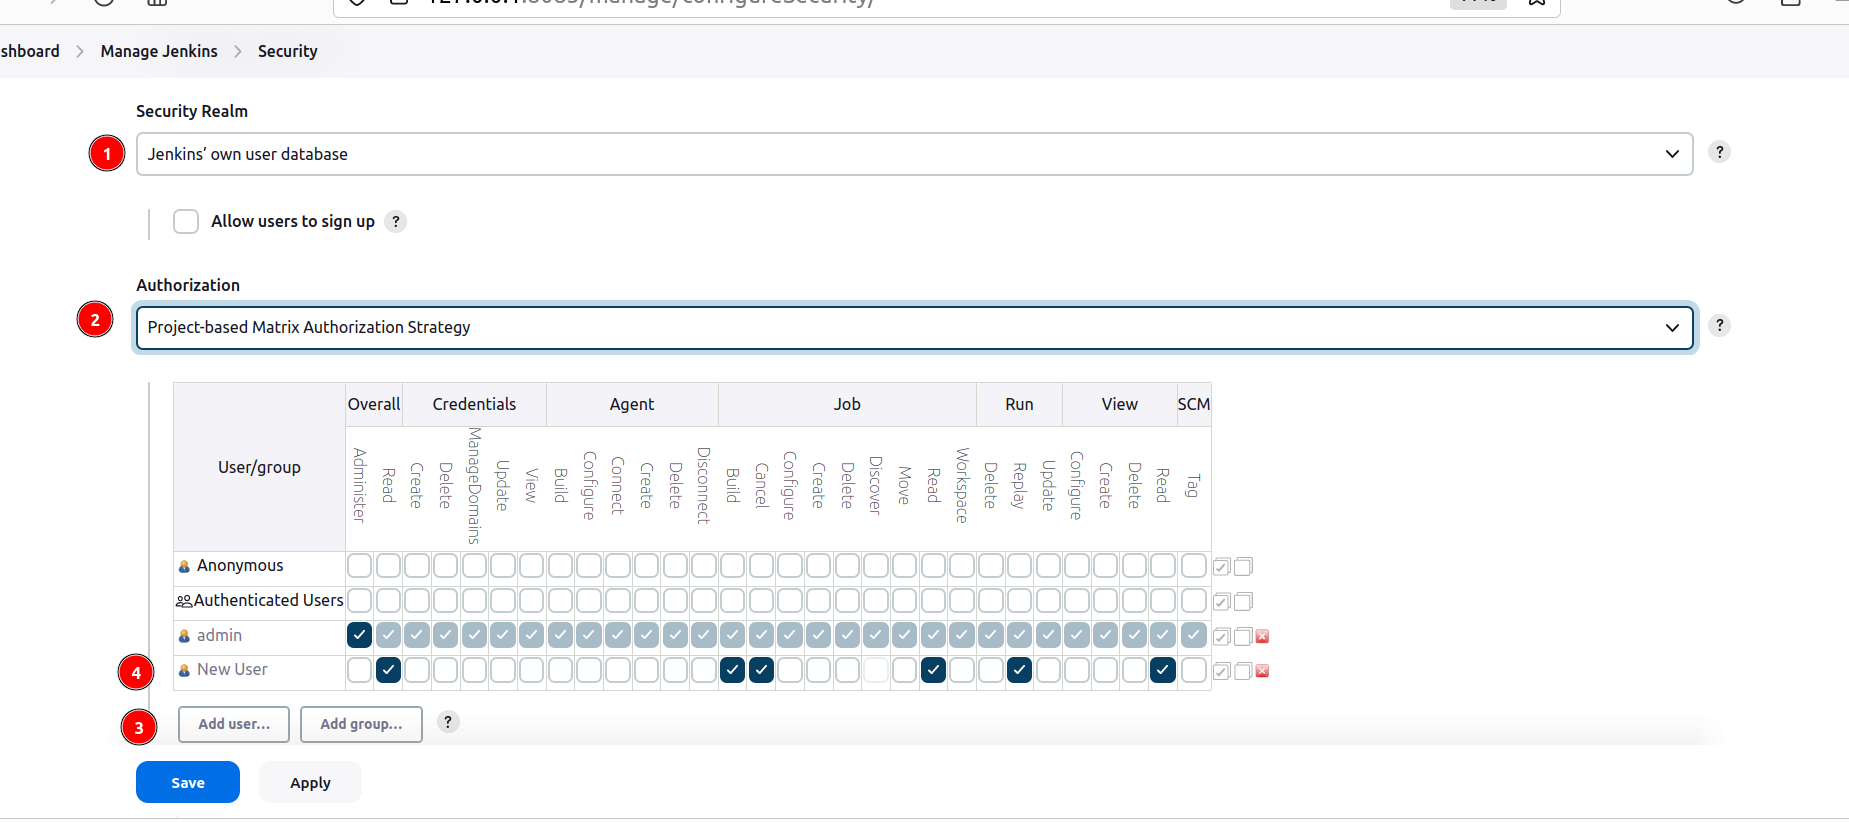 shboard > Manage Jenkins > Security
Security Realm
1
Jenkins’ own user database
?
Allow users to sign up ?
Authorization
2
Project-based Matrix Authorization Strategy
?
User/group
Overall Credentials Agent Job Run View SCM
Administer
Read
Create
Delete
ManageDomains
Update
View
Build
Configure
Connect
Create
Delete
Disconnect
Build
Cancel
Configure
Create
Delete
Discover
Move
Read
Workspace
Delete
Replay
Update
Configure
Create
Delete
Read
Tag
Anonymous
Authenticated Users
admin
4
New User
3
Add user... Add group... ?
Save Apply